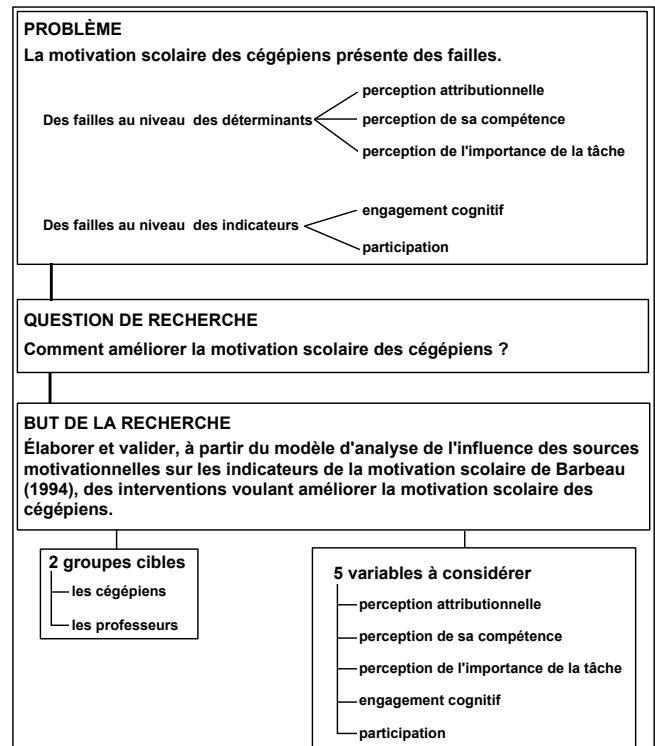 PROBLÈME
La motivation scolaire des cégépiens présente des failles.
Des failles au niveau des déterminants
perception attributionnelle
perception de sa compétence
perception de l'importance de la tâche
Des failles au niveau des indicateurs
engagement cognitif
participation
QUESTION DE RECHERCHE
Comment améliorer la motivation scolaire des cégépiens ?
BUT DE LA RECHERCHE
Élaborer et valider, à partir du modèle d'analyse de l'influence des sources
motivationnelles sur les indicateurs de la motivation scolaire de Barbeau
(1994), des interventions voulant améliorer la motivation scolaire des
cégépiens.
2 groupes cibles
les cégépiens
les professeurs
5 variables à considérer
perception attributionnelle
perception de sa compétence
perception de l'importance de la tâche
engagement cognitif
participation